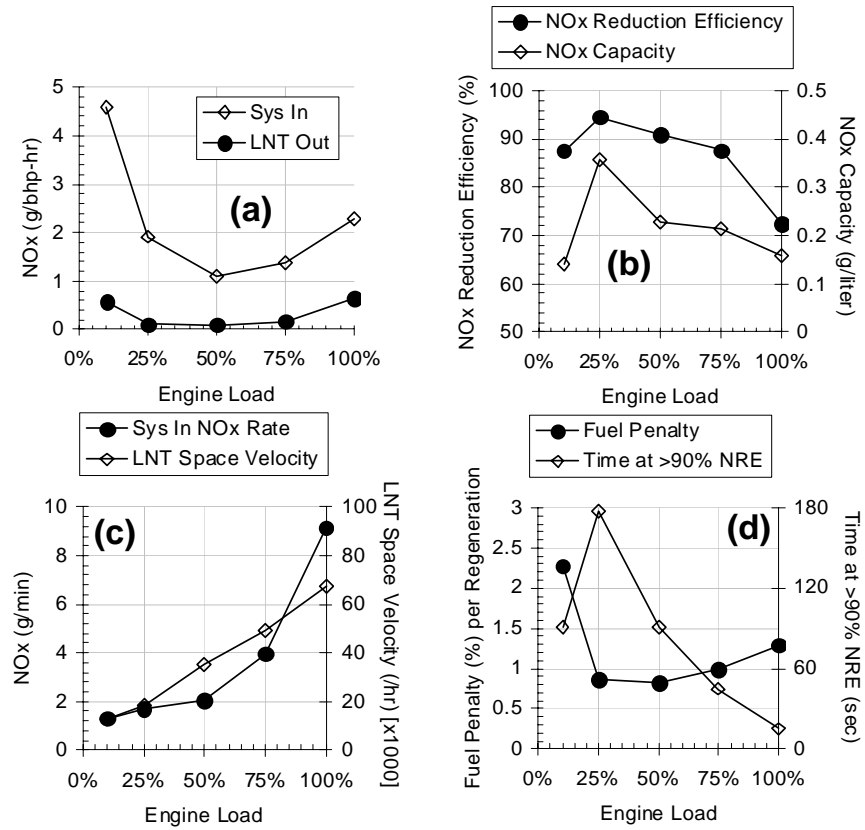 Sys In
LNT Out
(a)
NOx (g/bhp-hr)
5
4
3
2
1
0
0%
25%
50%
75%
100%
Engine Load
NOx Reduction Efficiency
NOx Capacity
(b)
NOx Reduction Efficiency (%)
100
90
80
70
60
50
NOx Capacity (g/liter)
0.5
0.4
0.3
0.2
0.1
0
0%
25%
50%
75%
100%
Engine Load
Sys In NOx Rate
LNT Space Velocity
(c)
NOx (g/min)
10
8
6
4
2
0
LNT Space Velocity (/hr) [x1000]
100
80
60
40
20
0
0%
25%
50%
75%
100%
Engine Load
Fuel Penalty
Time at >90% NRE
(d)
Fuel Penalty (%) per Regeneration
3
2.5
2
1.5
1
0.5
0
Time at >90% NRE (sec)
180
120
60
0
0%
25%
50%
75%
100%
Engine Load